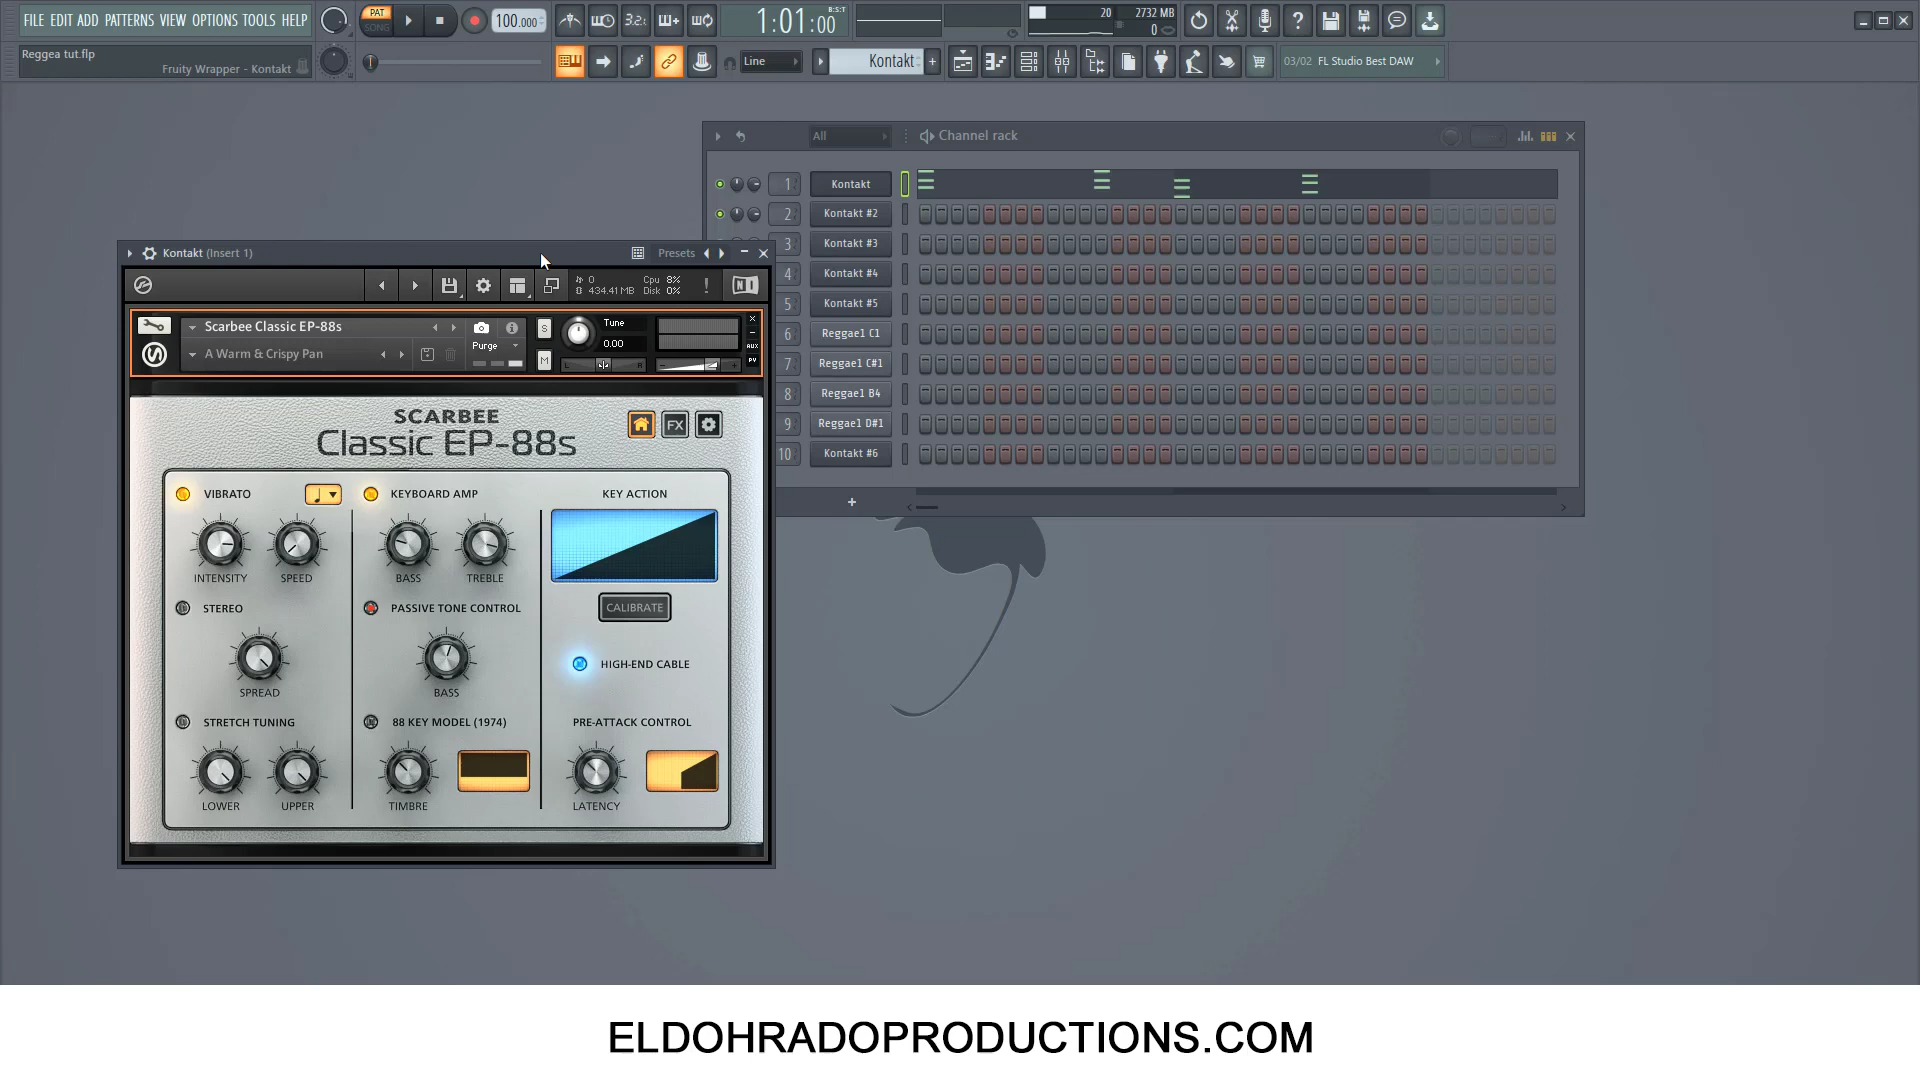 FILE EDIT ADD PATTERNS VIEW OPTIONS TOOLS HELP
PAT
SONG
100.000
3.2.
1:01:00
B:S:T
20
2732 MB
0
Reggea tut.flp
Fruity Wrapper - Kontakt
Line
Kontakt
03/02 FL Studio Best DAW
All
Channel rack
1 Kontakt
2 Kontakt #2
3 Kontakt #3
4 Kontakt #4
5 Kontakt #5
6 Reggae1 C1
7 Reggae1 C#1
8 Reggae1 B4
9 Reggae1 D#1
10 Kontakt #6
+
Kontakt (Insert 1)
Presets
0
434.41 MB
Cpu 8%
Disk 0%
!
Scarbee Classic EP-88s
A Warm & Crispy Pan
Purge
S
M
Tune
0.00
L
R
AUX
PV
SCARBEE
Classic EP-88s
FX
VIBRATO
KEYBOARD AMP
KEY ACTION
INTENSITY
SPEED
BASS
TREBLE
STEREO
PASSIVE TONE CONTROL
CALIBRATE
HIGH-END CABLE
SPREAD
BASS
STRETCH TUNING
88 KEY MODEL (1974)
PRE-ATTACK CONTROL
LOWER
UPPER
TIMBRE
LATENCY
ELDOHRADOPRODUCTIONS.COM